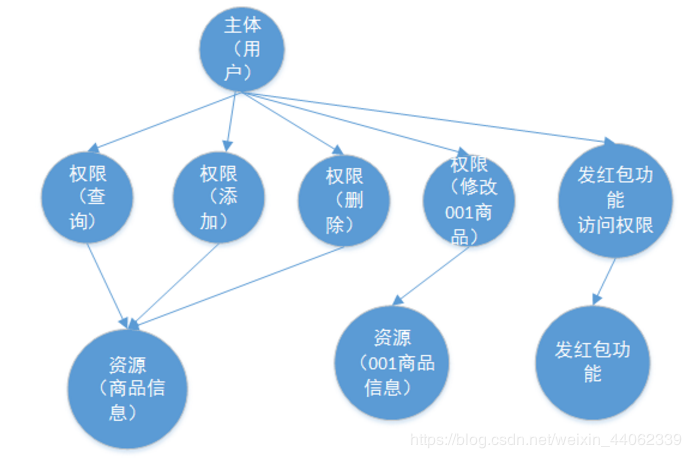 主体
（用
户）
权限
（查
询）
权限
（添
加）
权限
（删
除）
权限
（修改
001商
品）
发红包功
能
访问权限
资源
（商品信
息）
资源
（001商品
信息）
发红包功
能
https://blog.csdn.net/weixin_44062339